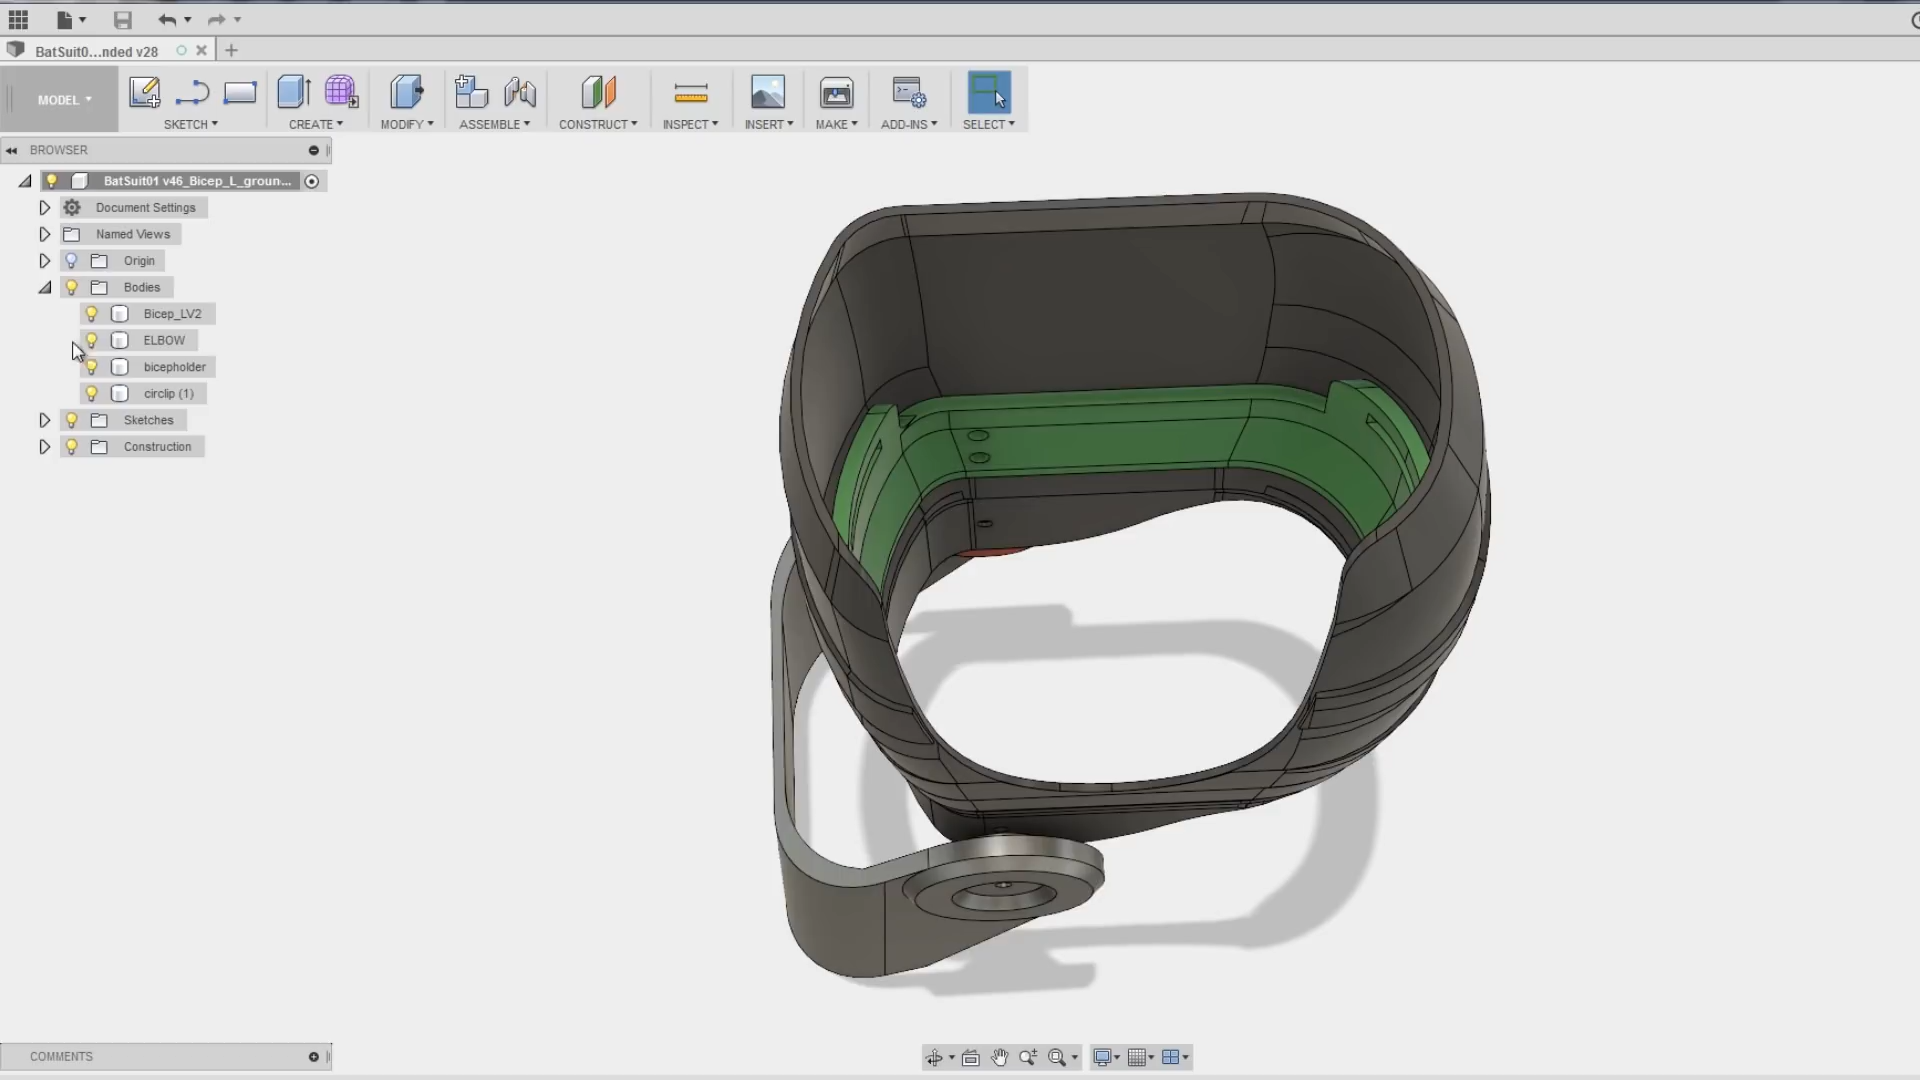 BatSuit0...nded v28
MODEL
SKETCH
CREATE
MODIFY
ASSEMBLE
CONSTRUCT
INSPECT
INSERT
MAKE
ADD-INS
SELECT
BROWSER
BatSuit01 v46_Bicep_L_groun...
Document Settings
Named Views
Origin
Bodies
Bicep_LV2
ELBOW
bicepholder
circlip (1)
Sketches
Construction
COMMENTS